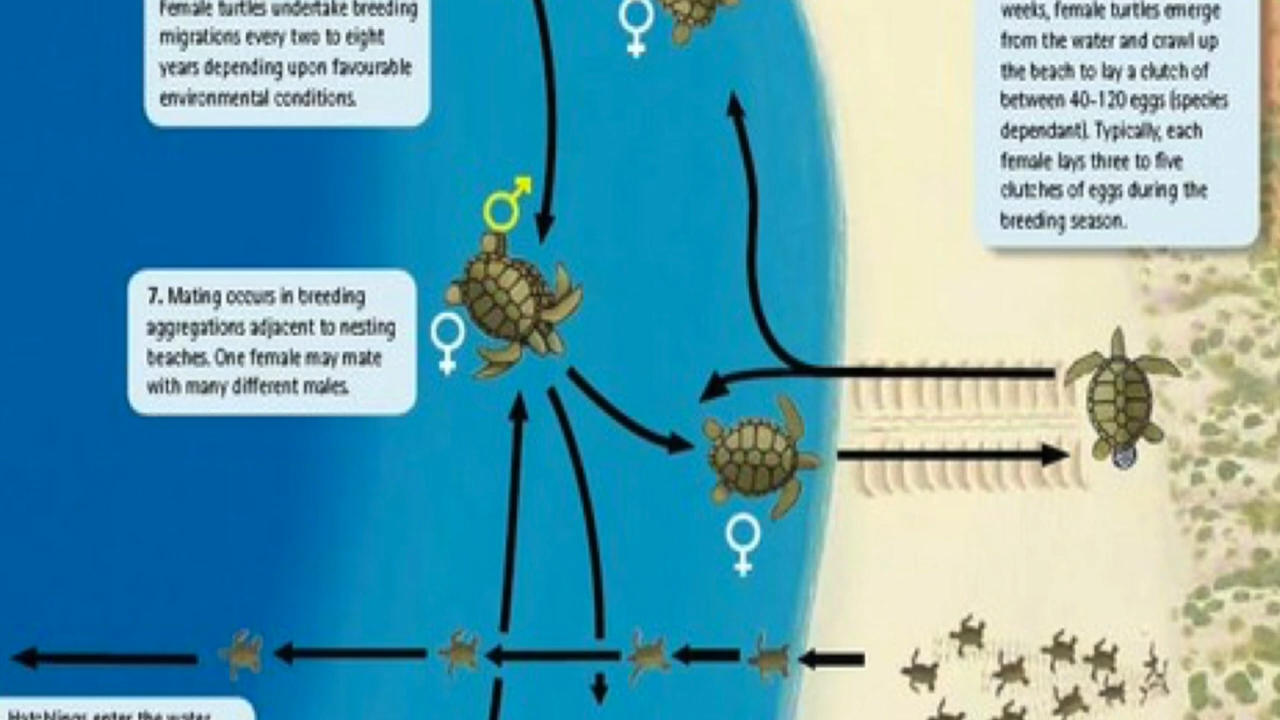 Female turtles undertake breeding
migrations every two to eight
years depending upon favourable
environmental conditions.
weeks, female turtles emerge
from the water and crawl up
the beach to lay a clutch of
between 40-120 eggs (species
dependant). Typically, each
female lays three to five
clutches of eggs during the
breeding season.
7. Mating occurs in breeding
aggregations adjacent to nesting
beaches. One female may mate
with many different males.
Hatchlings enter the water